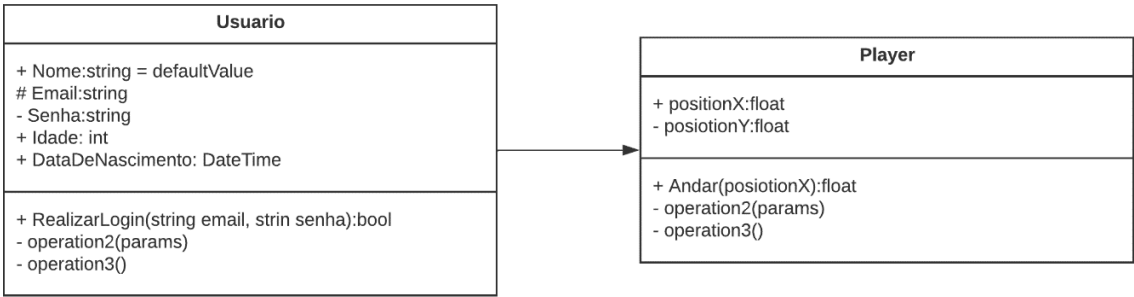 Usuario
+ Nome:string = defaultValue
# Email:string
- Senha:string
+ Idade: int
+ DataDeNascimento: DateTime
+ RealizarLogin(string email, strin senha):bool
- operation2(params)
- operation3()
Player
+ positionX:float
- posiotionY:float
+ Andar(posiotionX):float
- operation2(params)
- operation3()